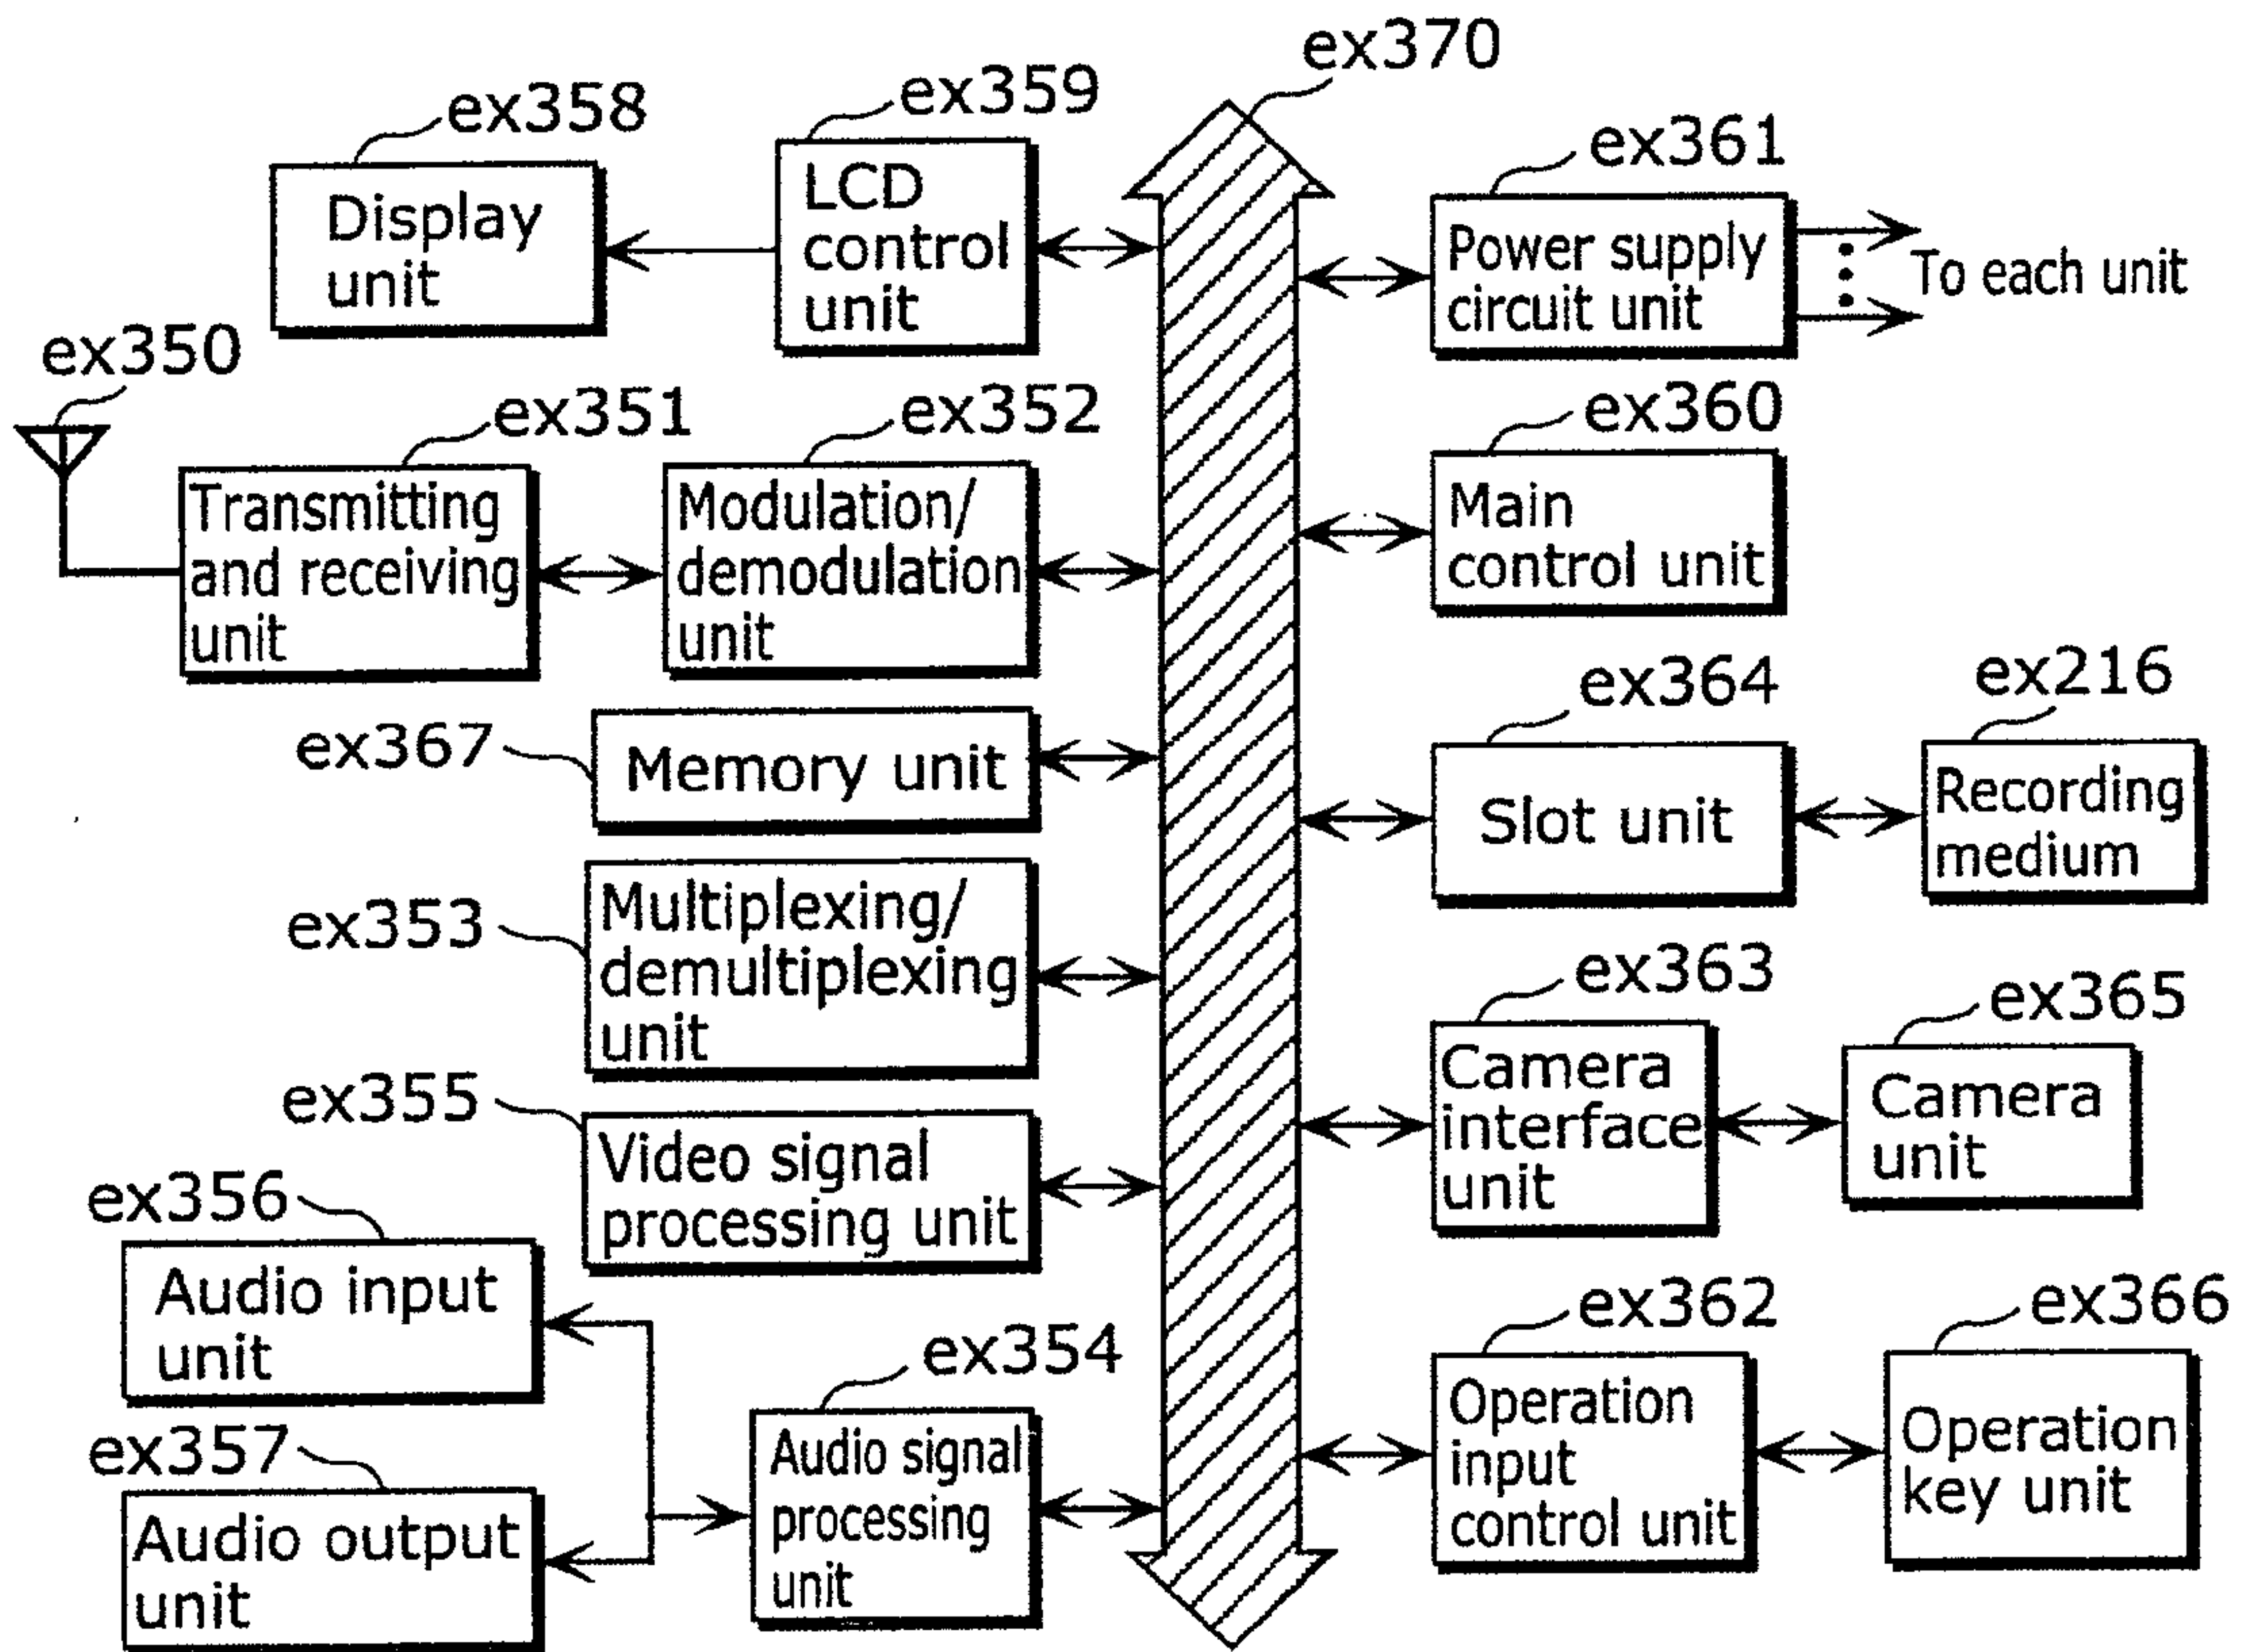 ex370
ex358
ex359
ex361
Display
unit
LCD
control
unit
Power supply
circuit unit
To each unit
ex350
ex351
ex352
ex360
Transmitting
and receiving
unit
Modulation/
demodulation
unit
Main
control unit
ex367
Memory unit
ex364
ex216
Slot unit
Recording
medium
ex353
Multiplexing/
demultiplexing
unit
ex363
ex365
Camera
interface
unit
Camera
unit
ex355
Video signal
processing unit
ex356
Audio input
unit
ex362
ex366
ex354
Operation
input
control unit
Operation
key unit
ex357
Audio output
unit
Audio signal
processing
unit